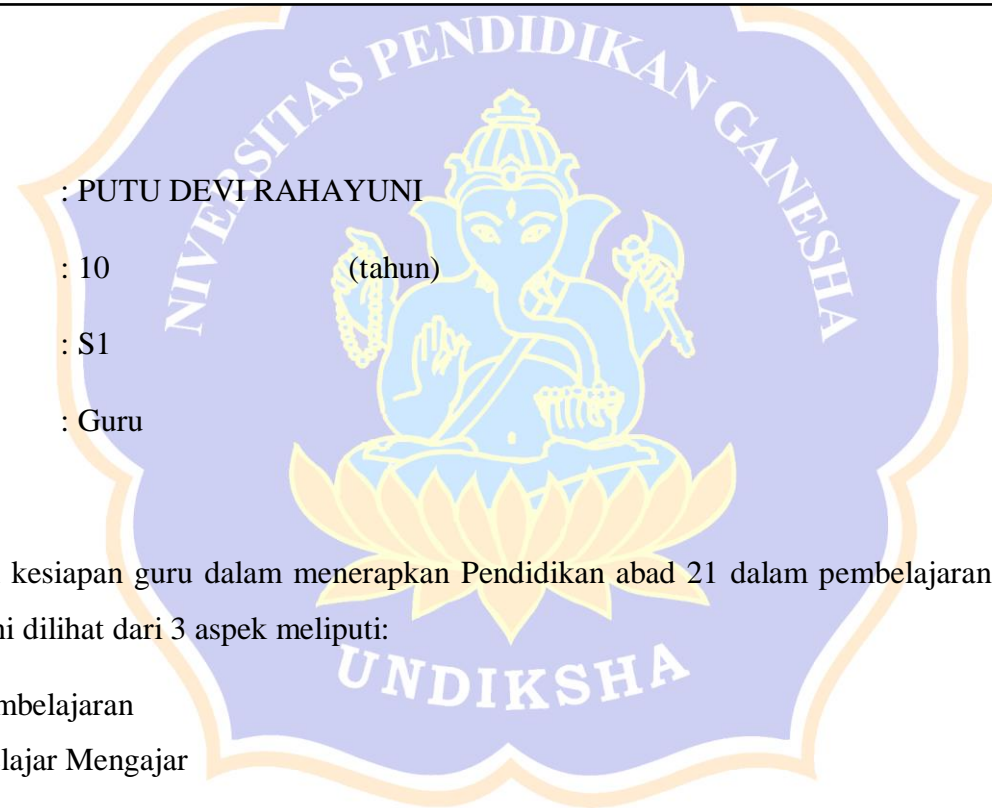 NIVERSITAS PENDIDIKAN GANESHA
: PUTU DEVI RAHAYUNI
: 10 (tahun)
: S1
: Guru
kesiapan guru dalam menerapkan Pendidikan abad 21 dalam pembelajaran
ni dilihat dari 3 aspek meliputi:
UNDIKSHA
mbelajaran
lajar Mengajar